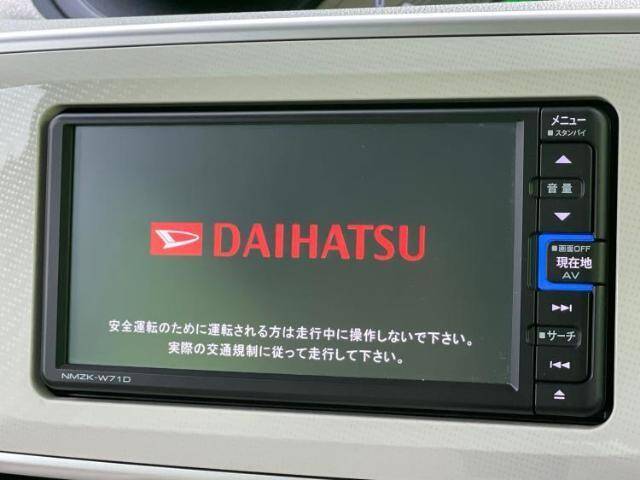 DAIHATSU
安全運転のために運転される方は走行中に操作しないで下さい。
実際の交通規制に従って走行して下さい。
NMZK-W71D
メニュー
スタンバイ
音量
画面OFF
現在地
AV
サーチ